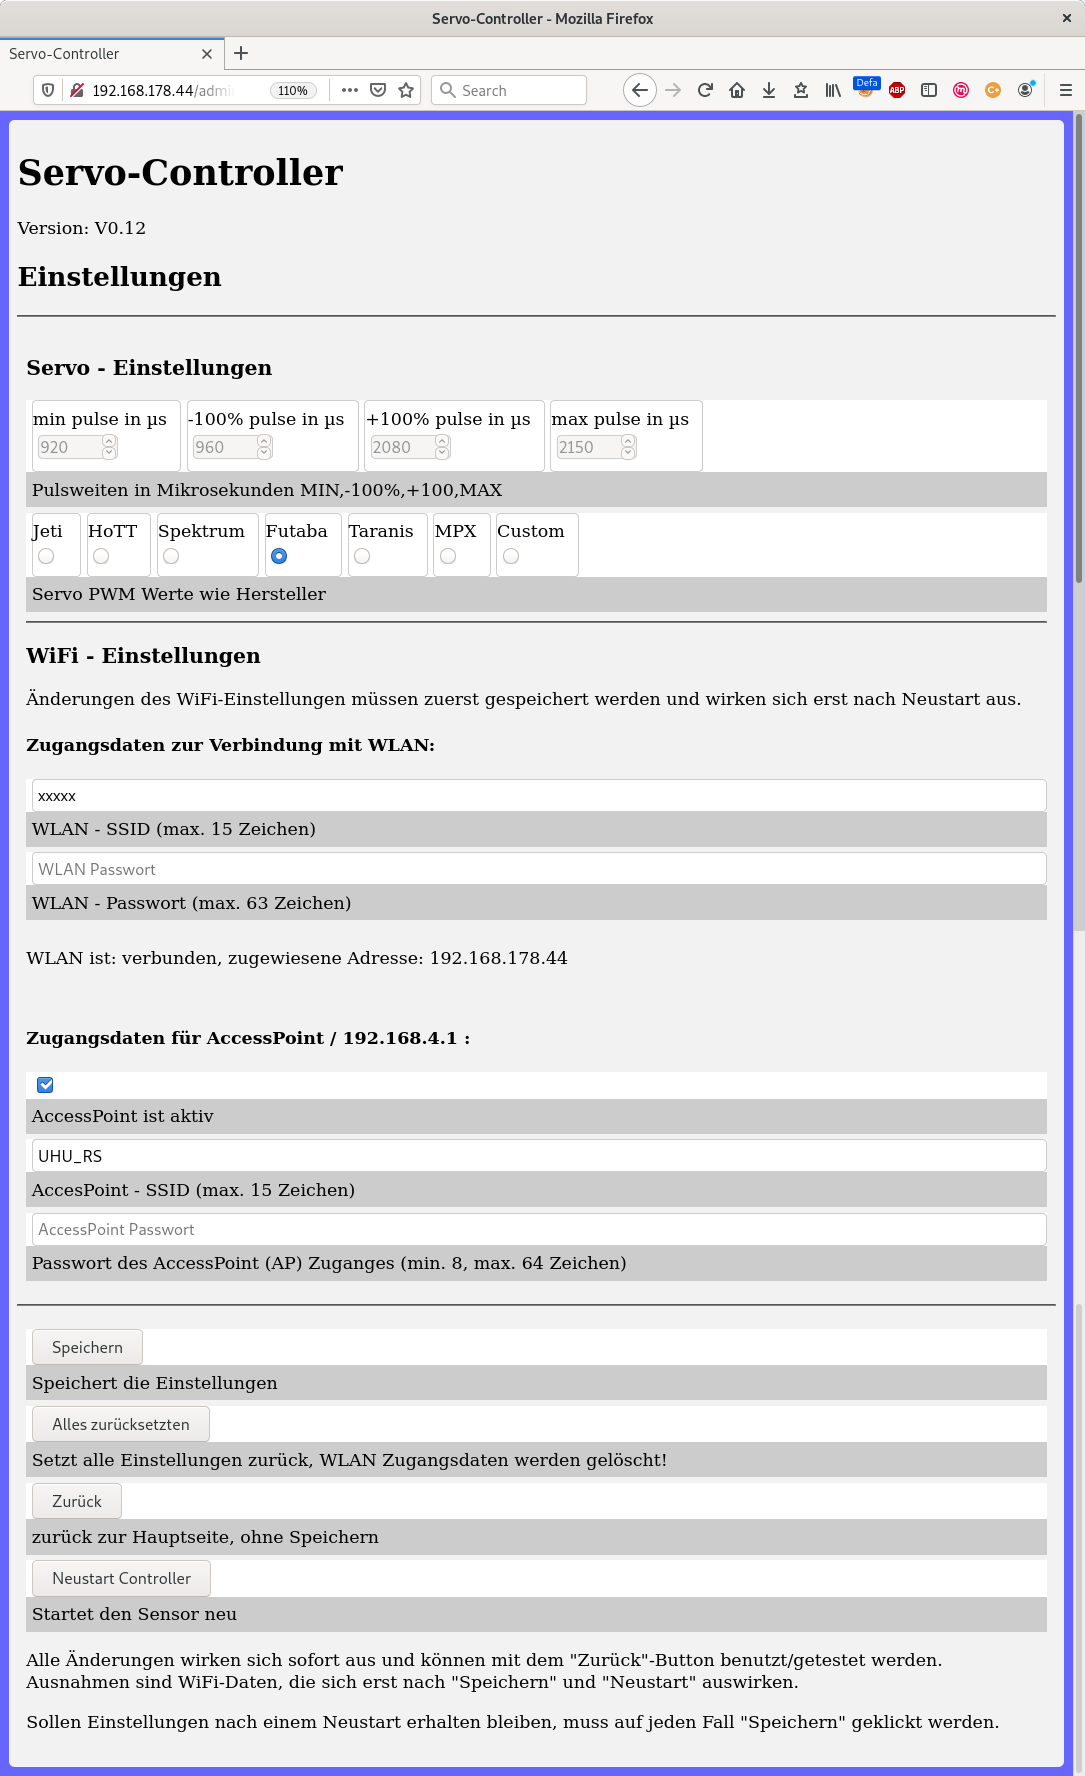 Servo-Controller - Mozilla Firefox
Servo-Controller
192.168.178.44/admi
110%
Search
Defa
ABP
Servo-Controller
Version: V0.12
Einstellungen
Servo - Einstellungen
min pulse in µs -100% pulse in µs +100% pulse in µs max pulse in µs
920 960 2080 2150
Pulsweiten in Mikrosekunden MIN,-100%,+100,MAX
Jeti HoTT Spektrum Futaba Taranis MPX Custom
Servo PWM Werte wie Hersteller
WiFi - Einstellungen
Änderungen des WiFi-Einstellungen müssen zuerst gespeichert werden und wirken sich erst nach Neustart aus.
Zugangsdaten zur Verbindung mit WLAN:
xxxxx
WLAN - SSID (max. 15 Zeichen)
WLAN Passwort
WLAN - Passwort (max. 63 Zeichen)
WLAN ist: verbunden, zugewiesene Adresse: 192.168.178.44
Zugangsdaten für AccessPoint / 192.168.4.1 :
AccessPoint ist aktiv
UHU_RS
AccesPoint - SSID (max. 15 Zeichen)
AccessPoint Passwort
Passwort des AccessPoint (AP) Zuganges (min. 8, max. 64 Zeichen)
Speichern
Speichert die Einstellungen
Alles zurücksetzten
Setzt alle Einstellungen zurück, WLAN Zugangsdaten werden gelöscht!
Zurück
zurück zur Hauptseite, ohne Speichern
Neustart Controller
Startet den Sensor neu
Alle Änderungen wirken sich sofort aus und können mit dem "Zurück"-Button benutzt/getestet werden.
Ausnahmen sind WiFi-Daten, die sich erst nach "Speichern" und "Neustart" auswirken.
Sollen Einstellungen nach einem Neustart erhalten bleiben, muss auf jeden Fall "Speichern" geklickt werden.